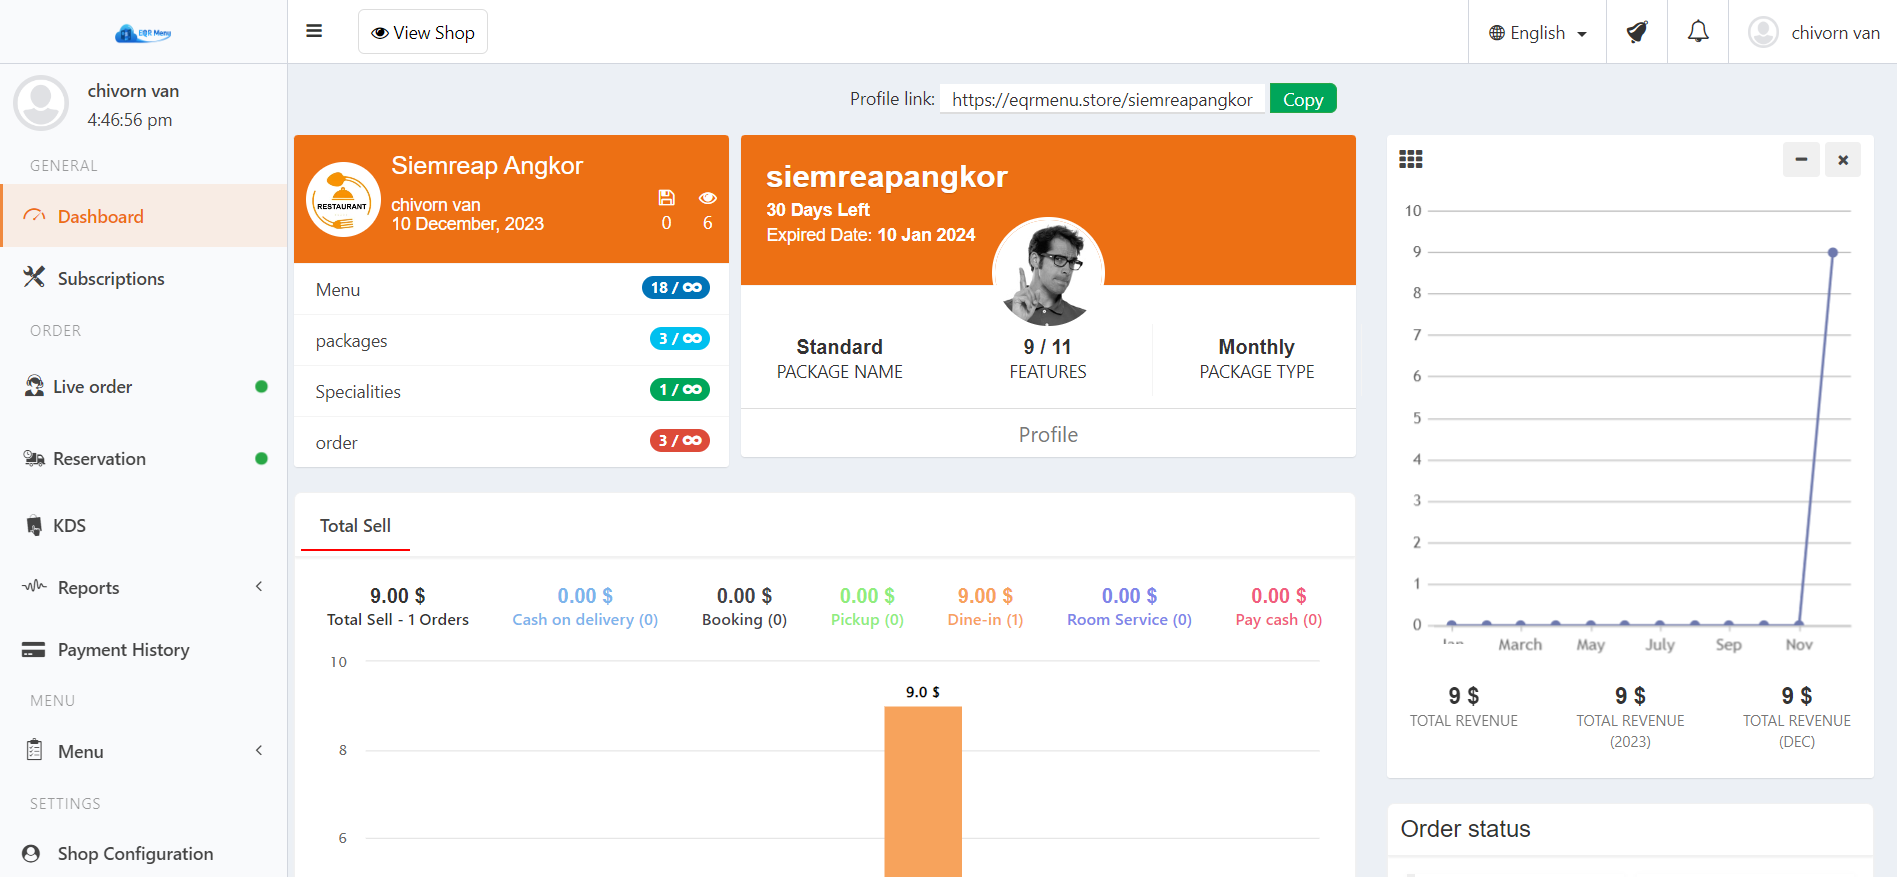 EQR Menu
View Shop
English
chivorn van
chivorn van
4:46:56 pm
GENERAL
Dashboard
Subscriptions
ORDER
Live order
Reservation
KDS
Reports
Payment History
MENU
Menu
SETTINGS
Shop Configuration
Profile link: https://eqrmenu.store/siemreapangkor Copy
RESTAURANT
Siemreap Angkor
chivorn van
10 December, 2023
0 6
Menu 18 / ∞
packages 3 / ∞
Specialities 1 / ∞
order 3 / ∞
siemreapangkor
30 Days Left
Expired Date: 10 Jan 2024
Standard 9 / 11 Monthly
PACKAGE NAME FEATURES PACKAGE TYPE
Profile
Total Sell
9.00 $ 0.00 $ 0.00 $ 0.00 $ 9.00 $ 0.00 $ 0.00 $
Total Sell - 1 Orders Cash on delivery (0) Booking (0) Pickup (0) Dine-in (1) Room Service (0) Pay cash (0)
10
9.0 $
8
6
10
9
8
7
6
5
4
3
2
1
0
Jan March May July Sep Nov
9 $ 9 $ 9 $
TOTAL REVENUE TOTAL REVENUE TOTAL REVENUE
(2023) (DEC)
Order status